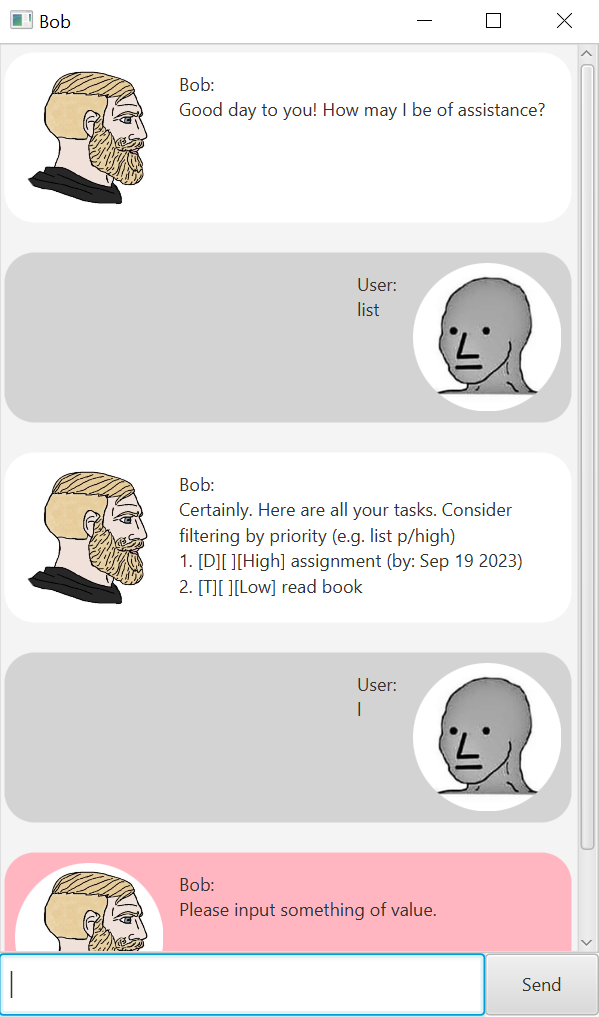 Bob
Bob:
Good day to you! How may I be of assistance?
User:
list
Bob:
Certainly. Here are all your tasks. Consider
filtering by priority (e.g. list p/high)
1. [D][ ][High] assignment (by: Sep 19 2023)
2. [T][ ][Low] read book
User:
l
Bob:
Please input something of value.
Send